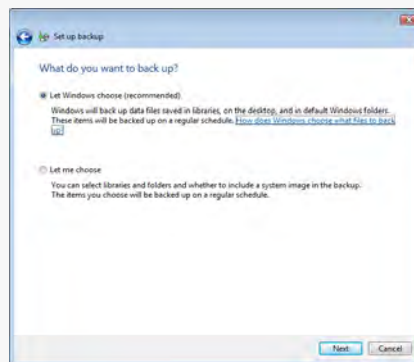 Set up backup
What do you want to back up?
Let Windows choose (recommended)
Windows will back up data files saved in libraries, on the desktop, and in default Windows folders.
These items will be backed up on a regular schedule. How does Windows choose what files to back
up?
Let me choose
You can select libraries and folders and whether to include a system image in the backup.
The items you choose will be backed up on a regular schedule.
Next Cancel